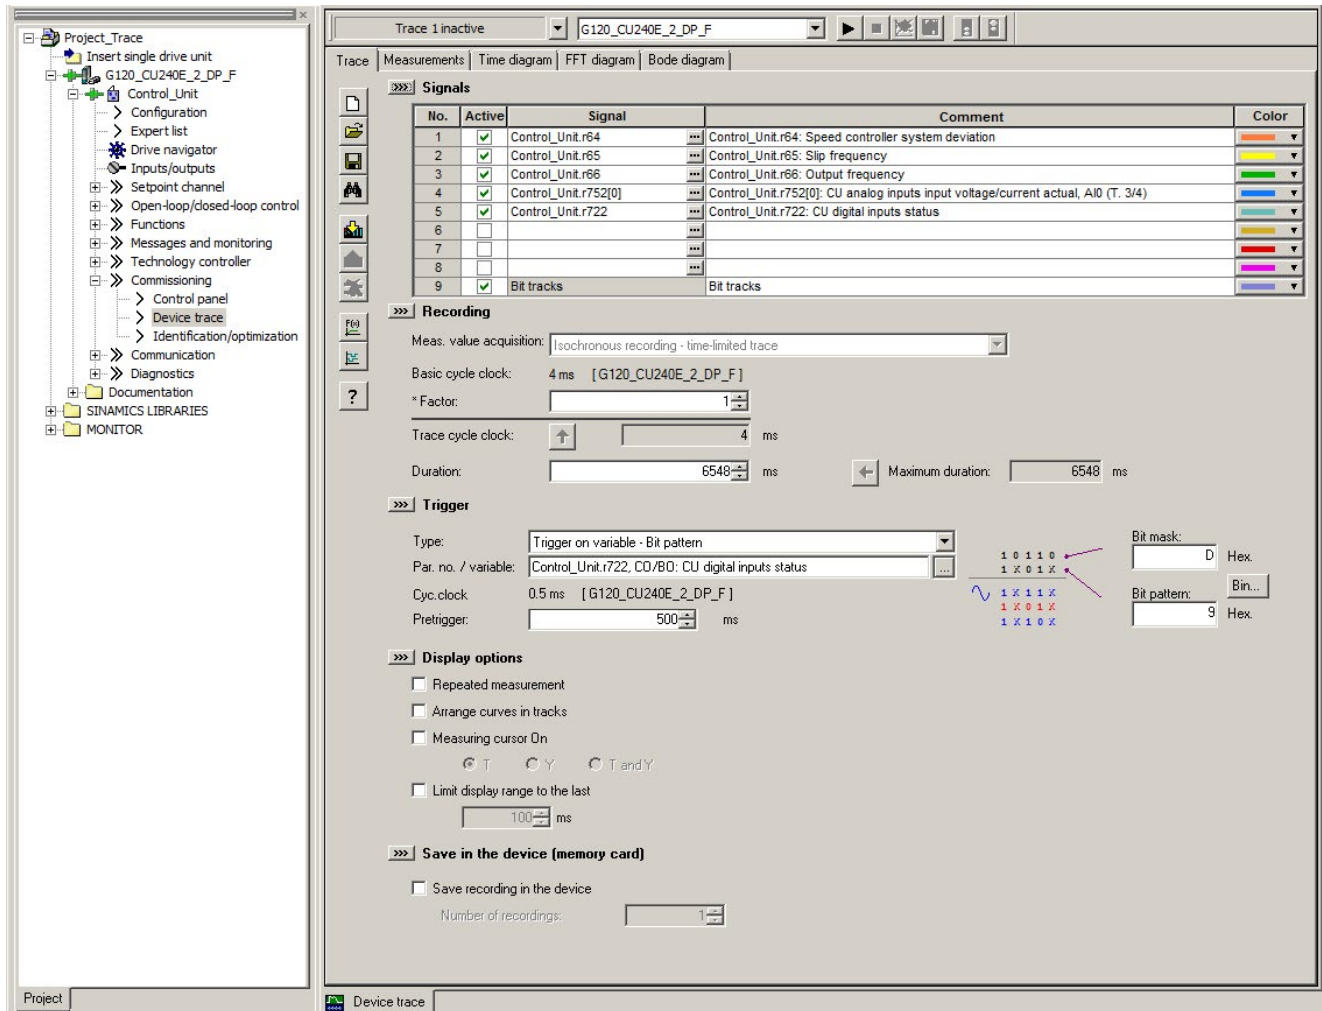 Project_Trace
Insert single drive unit
G120_CU240E_2_DP_F
Control_Unit
Configuration
Expert list
Drive navigator
Inputs/outputs
Setpoint channel
Open-loop/closed-loop control
Functions
Messages and monitoring
Technology controller
Commissioning
Control panel
Device trace
Identification/optimization
Communication
Diagnostics
Documentation
SINAMICS LIBRARIES
MONITOR
Project
Trace 1 inactive G120_CU240E_2_DP_F
Trace Measurements Time diagram FFT diagram Bode diagram
Signals
No. Active Signal Comment Color
1 Control_Unit.r64 ... Control_Unit.r64: Speed controller system deviation
2 Control_Unit.r65 ... Control_Unit.r65: Slip frequency
3 Control_Unit.r66 ... Control_Unit.r66: Output frequency
4 Control_Unit.r752[0] ... Control_Unit.r752[0]: CU analog inputs input voltage/current actual, AI0 (T. 3/4)
5 Control_Unit.r722 ... Control_Unit.r722: CU digital inputs status
6 ...
7 ...
8 ...
9 Bit tracks Bit tracks
Recording
Meas. value acquisition: Isochronous recording - time-limited trace
Basic cycle clock: 4 ms [G120_CU240E_2_DP_F]
* Factor: 1
Trace cycle clock: 4 ms
Duration: 6548 ms Maximum duration: 6548 ms
Trigger
Type: Trigger on variable - Bit pattern
Par. no. / variable: Control_Unit.r722, CO/BO: CU digital inputs status ...
Cyc.clock 0.5 ms [G120_CU240E_2_DP_F]
Pretrigger: 500 ms
1 0 1 1 0
1 X 0 1 X
1 X 1 1 X
1 X 0 1 X
1 X 1 0 X
Bit mask:
D Hex.
Bin...
Bit pattern:
9 Hex.
Display options
Repeated measurement
Arrange curves in tracks
Measuring cursor On
T Y T and Y
Limit display range to the last
100 ms
Save in the device (memory card)
Save recording in the device
Number of recordings: 1
Device trace
F(x)
?